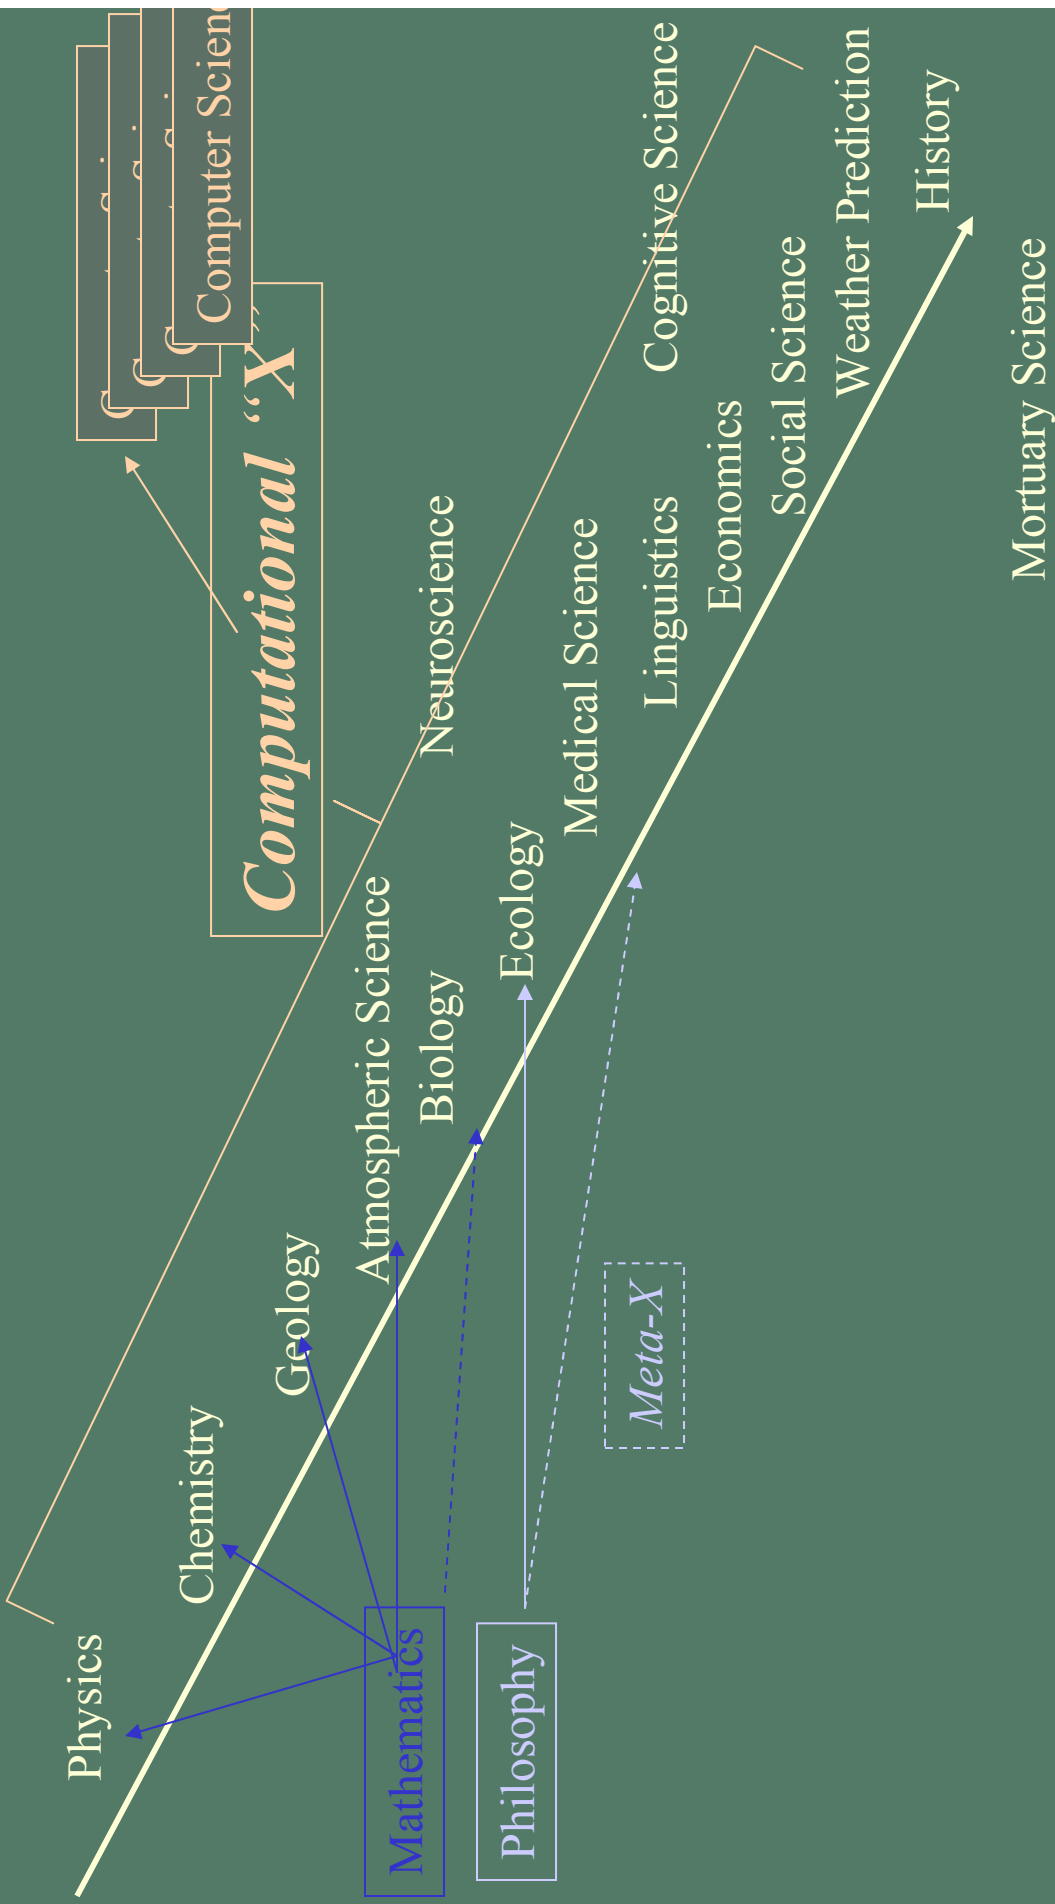 Computer Scien
Computational “X”
Physics
Chemistry
Geology
Atmospheric Science
Biology
Neuroscience
Ecology
Medical Science
Linguistics
Cognitive Science
Economics
Social Science
Weather Prediction
History
Mortuary Science
Mathematics
Philosophy
Meta-X